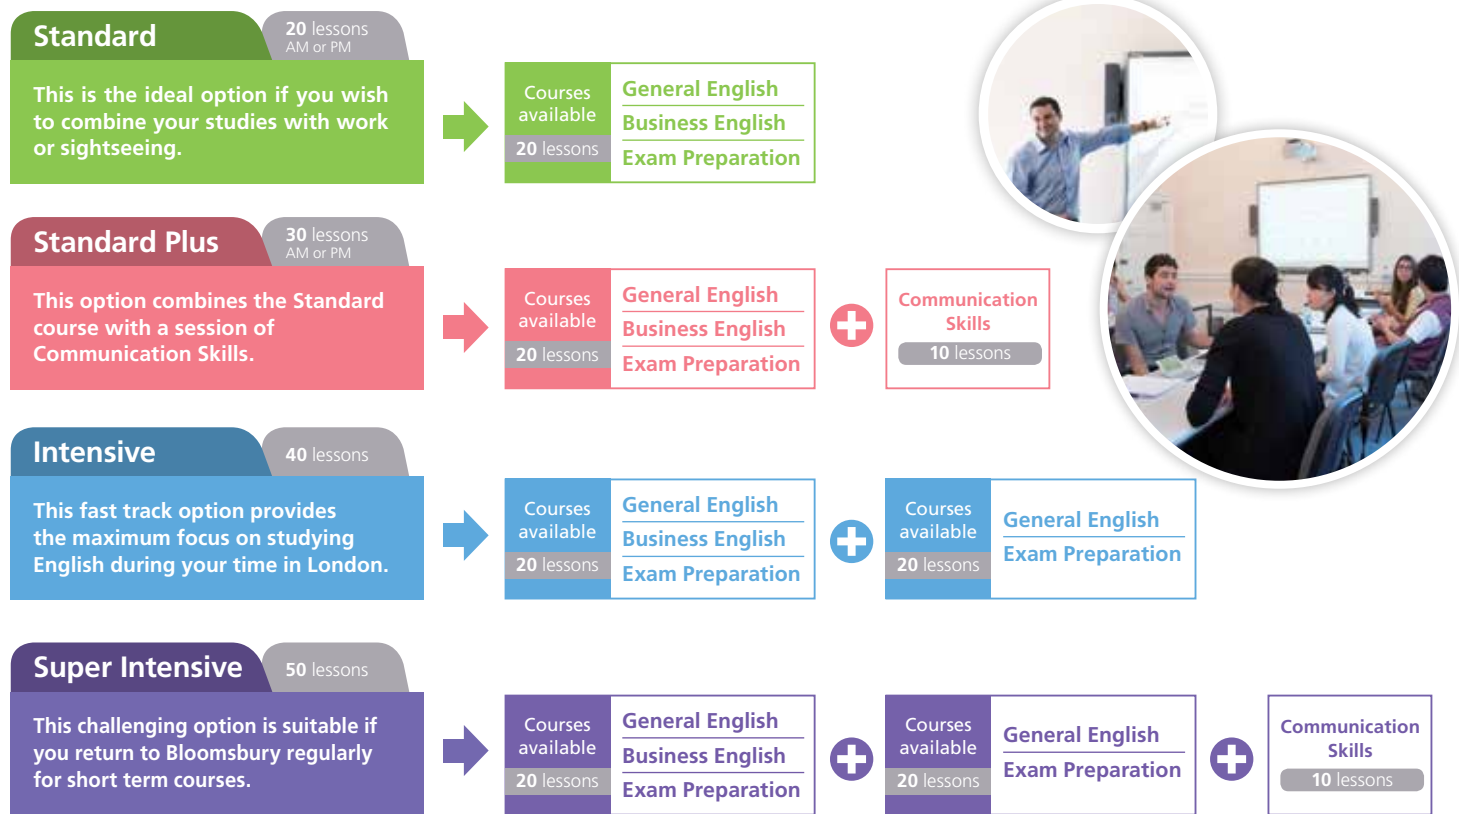 Standard
20 lessons
AM or PM
This is the ideal option if you wish
to combine your studies with work
or sightseeing.
Courses
available
20 lessons
General English
Business English
Exam Preparation
Standard Plus
30 lessons
AM or PM
This option combines the Standard
course with a session of
Communication Skills.
Courses
available
20 lessons
General English
Business English
Exam Preparation
Communication
Skills
10 lessons
Intensive
40 lessons
This fast track option provides
the maximum focus on studying
English during your time in London.
Courses
available
20 lessons
General English
Business English
Exam Preparation
Courses
available
20 lessons
General English
Exam Preparation
Super Intensive
50 lessons
This challenging option is suitable if
you return to Bloomsbury regularly
for short term courses.
Courses
available
20 lessons
General English
Business English
Exam Preparation
Courses
available
20 lessons
General English
Exam Preparation
Communication
Skills
10 lessons